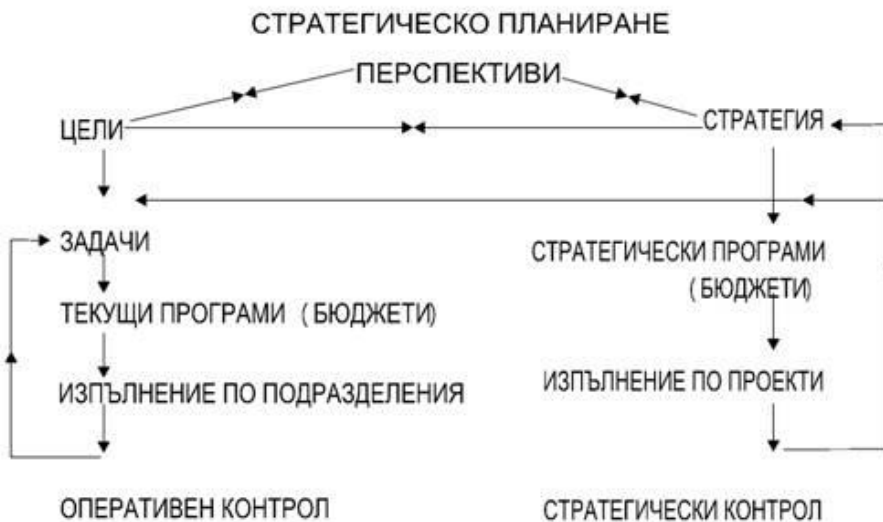 СТРАТЕГИЧЕСКО ПЛАНИРАНЕ
ПЕРСПЕКТИВИ
ЦЕЛИ
СТРАТЕГИЯ
ЗАДАЧИ
СТРАТЕГИЧЕСКИ ПРОГРАМИ
( БЮДЖЕТИ)
ТЕКУЩИ ПРОГРАМИ ( БЮДЖЕТИ)
ИЗПЪЛНЕНИЕ ПО ПОДРАЗДЕЛЕНИЯ
ИЗПЪЛНЕНИЕ ПО ПРОЕКТИ
ОПЕРАТИВЕН КОНТРОЛ
СТРАТЕГИЧЕСКИ КОНТРОЛ